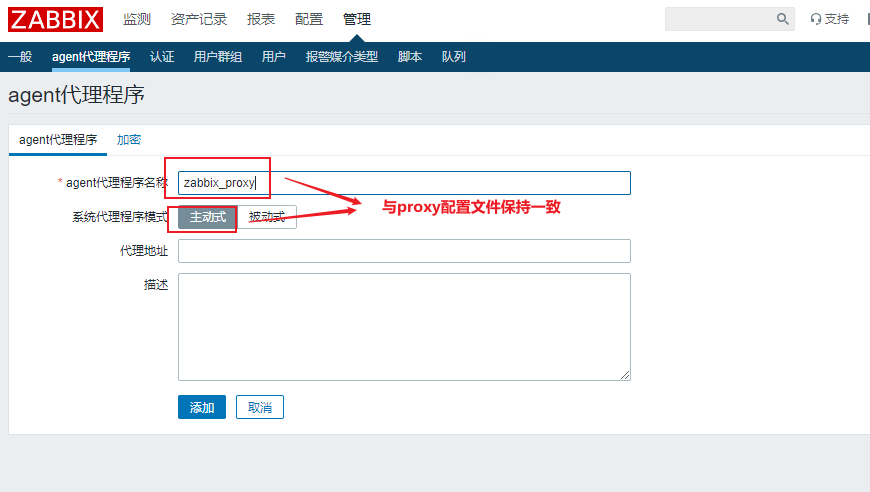 ZABBIX 监测 资产记录 报表 配置 管理 支持
一般 agent代理程序 认证 用户群组 用户 报警媒介类型 脚本 队列
agent代理程序
agent代理程序 加密
* agent代理程序名称 zabbix_proxy
系统代理程序模式 主动式 被动式
与proxy配置文件保持一致
代理地址
描述
添加 取消